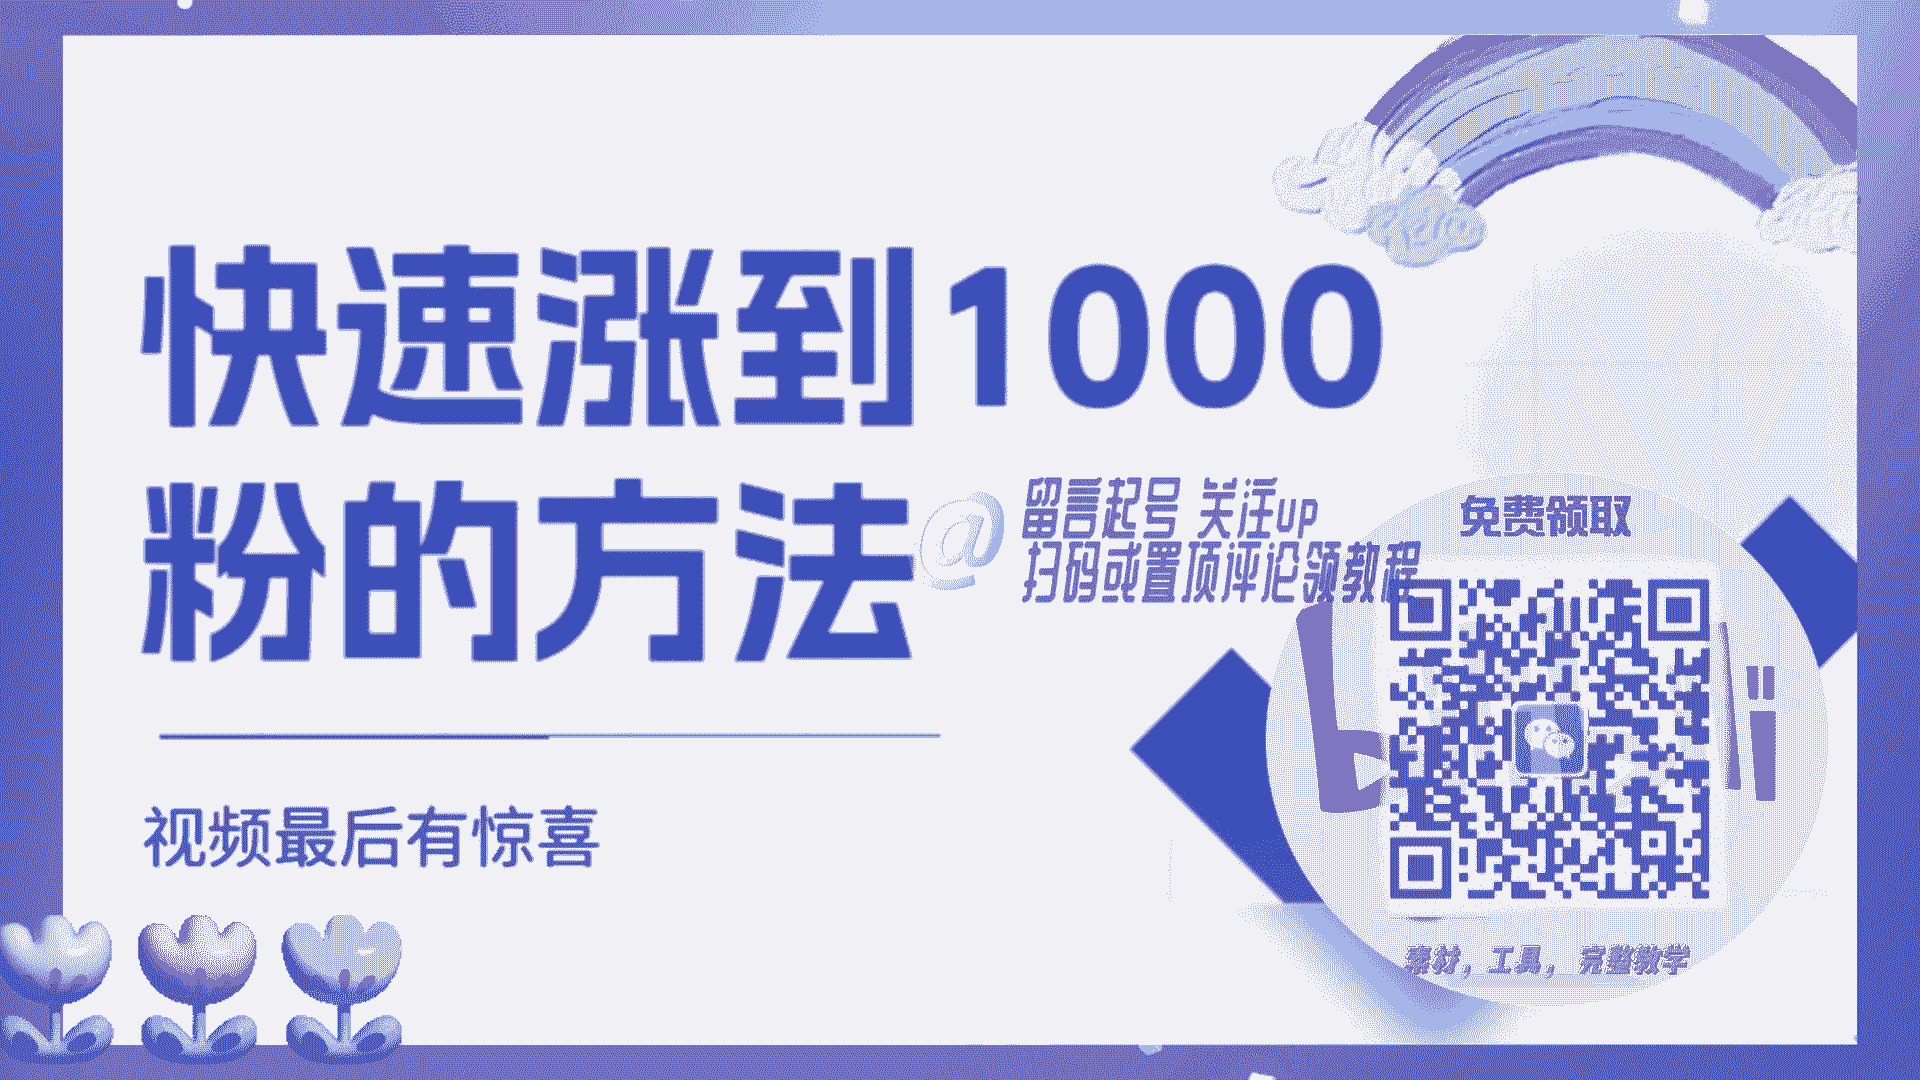 快速涨到1000
粉的方法
@
留言起号 关注up
扫码或置顶评论领教程
免费领取
视频最后有惊喜
素材，工具，完整教学